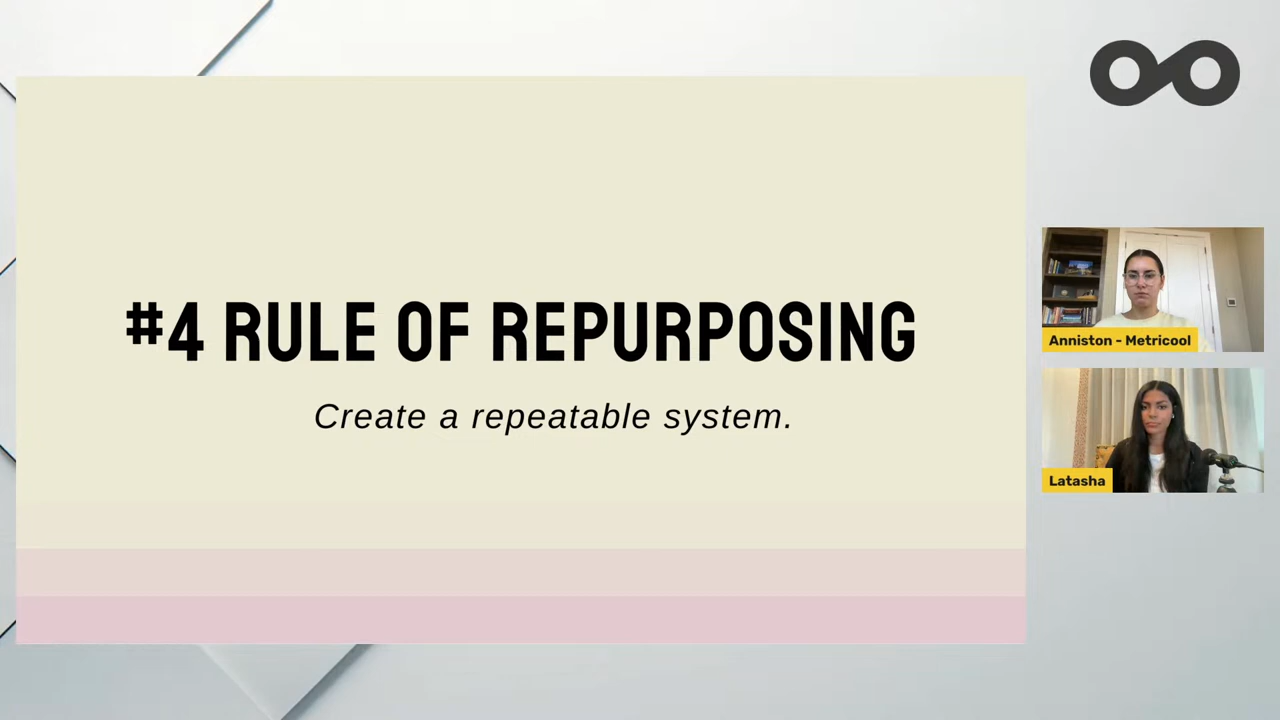 #4 RULE OF REPURPOSING
Create a repeatable system.
Anniston - Metricool
Latasha